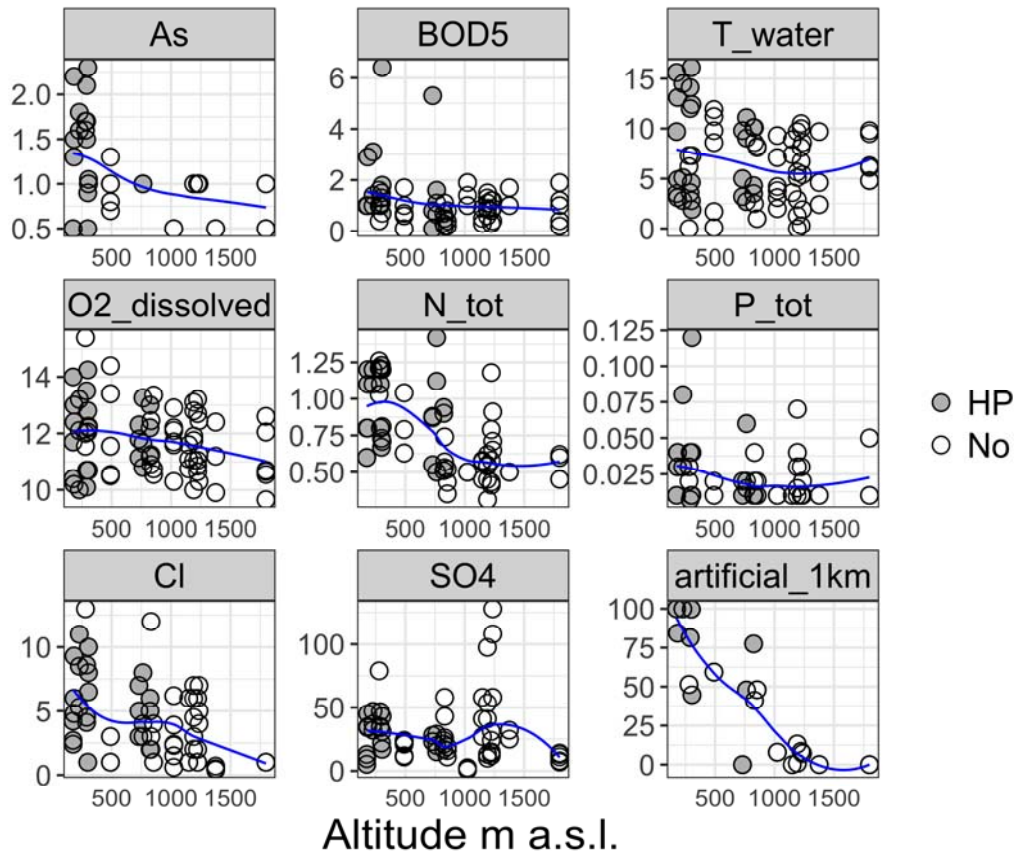 As BOD5 T_water
2.0
1.5
1.0
0.5
500 1000 1500
6
4
2
0
500 1000 1500
15
10
5
0
500 1000 1500
O2_dissolved N_tot P_tot
14
12
10
500 1000 1500
1.25
1.00
0.75
0.50
500 1000 1500
0.125
0.100
0.075
0.050
0.025
500 1000 1500
HP
No
Cl SO4 artificial_1km
10
5
0
500 1000 1500
100
50
0
500 1000 1500
100
75
50
25
0
500 1000 1500
Altitude m a.s.l.